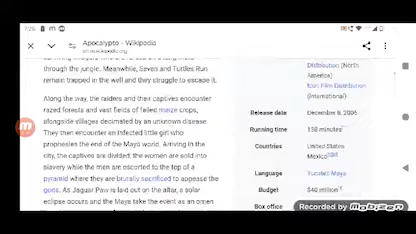 7:26
Apocalypto - Wikipedia
en.m.wikipedia.org
through the jungle. Meanwhile, Seven and Turtles Run
remain trapped in the well and they struggle to escape it.
Along the way, the raiders and their captives encounter
razed forests and vast fields of failed maize crops,
alongside villages decimated by an unknown disease.
They then encounter an infected little girl who
prophesies the end of the Maya world. Arriving in the
city, the captives are divided; the women are sold into
slavery while the men are escorted to the top of a
pyramid where they are brutally sacrificed to appease the
gods. As Jaguar Paw is laid out on the altar, a solar
eclipse occurs and the Maya take the event as an omen
Distribution (North
America)
Icon Film Distribution
(International)
Release date December 8, 2006
Running time 138 minutes
Countries United States
Mexico
Language Yucatec Maya
Budget $40 million
Box office
Recorded by
Mobizen